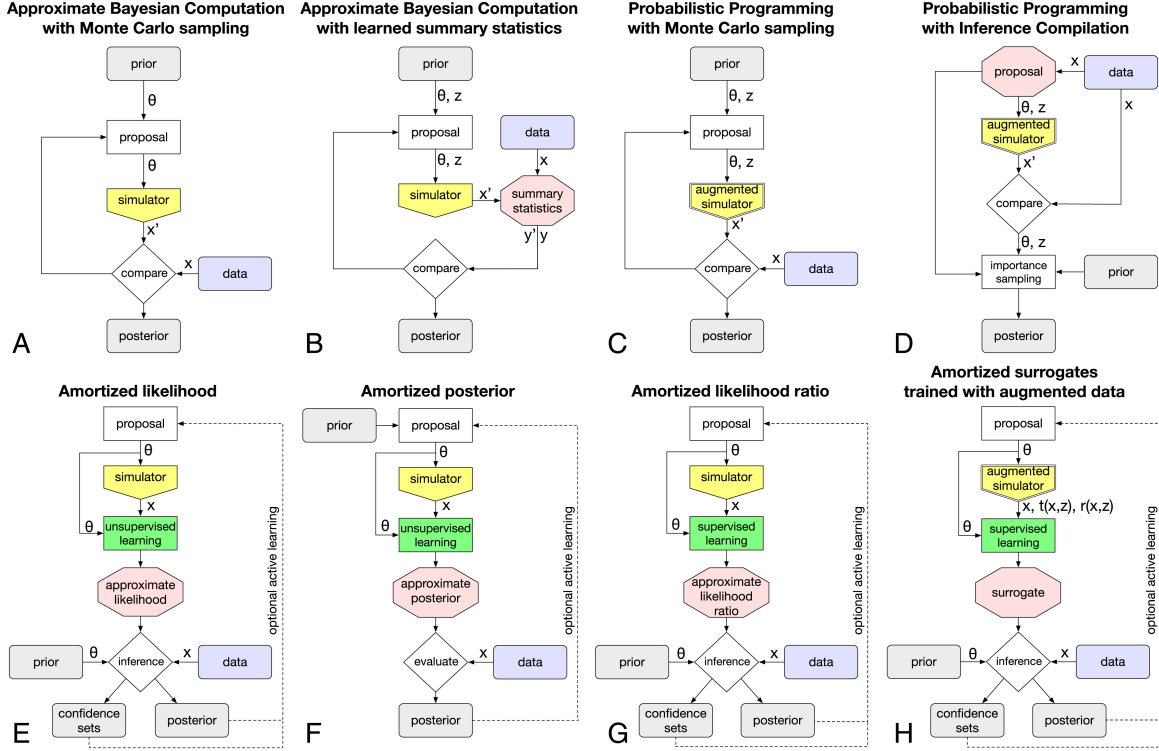 Approximate Bayesian Computation
with Monte Carlo sampling
prior
θ
proposal
θ
simulator
x’
compare
x
data
posterior
A
Approximate Bayesian Computation
with learned summary statistics
prior
θ, z
proposal
data
θ, z
x
simulator
x’
summary
statistics
y’ y
compare
posterior
B
Probabilistic Programming
with Monte Carlo sampling
prior
θ, z
proposal
θ, z
augmented
simulator
x’
compare
x
data
posterior
C
Probabilistic Programming
with Inference Compilation
proposal
x
data
θ, z
x
augmented
simulator
x’
compare
θ, z
importance
sampling
prior
posterior
D
Amortized likelihood
proposal
θ
simulator
x
θ
unsupervised
learning
approximate
likelihood
optional active learning
prior
θ
inference
x
data
confidence
sets
posterior
E
Amortized posterior
prior
proposal
θ
simulator
x
θ
unsupervised
learning
approximate
posterior
optional active learning
evaluate
x
data
posterior
F
Amortized likelihood ratio
proposal
θ
simulator
x
θ
supervised
learning
approximate
likelihood
ratio
optional active learning
prior
θ
inference
x
data
confidence
sets
posterior
G
Amortized surrogates
trained with augmented data
proposal
θ
augmented
simulator
x, t(x,z), r(x,z)
θ
supervised
learning
surrogate
optional active learning
prior
θ
inference
x
data
confidence
sets
posterior
H